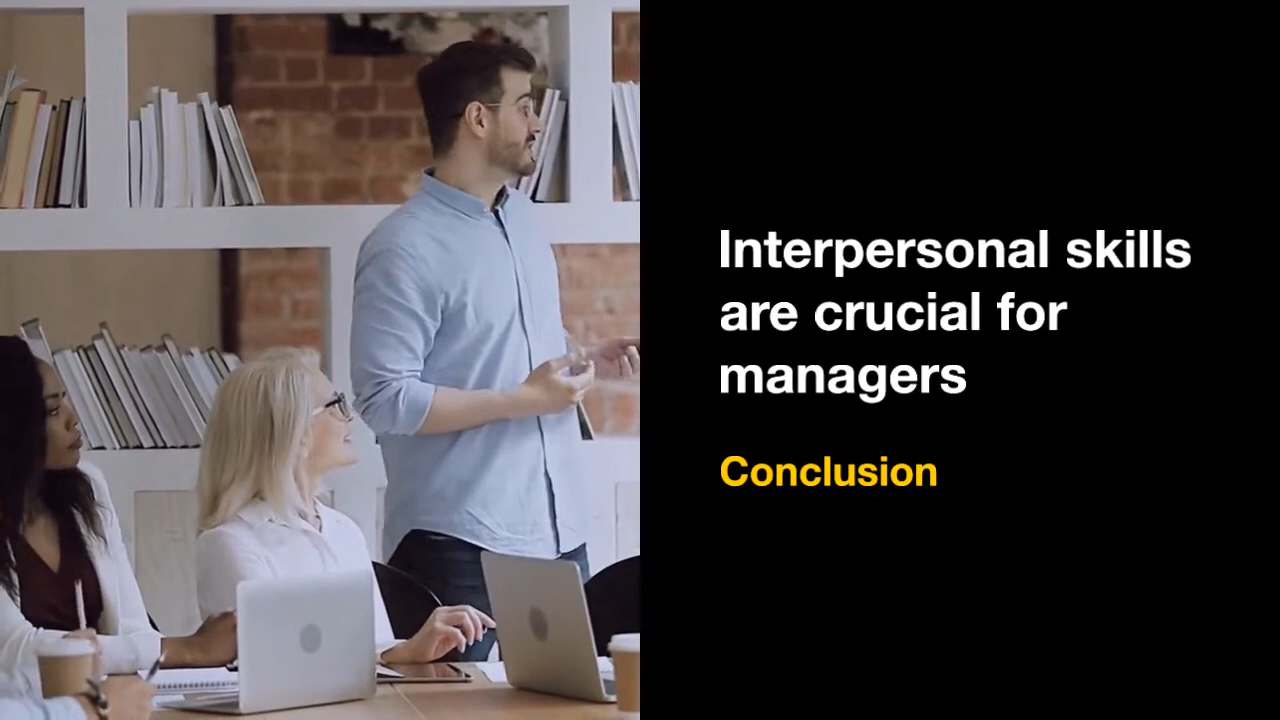 Interpersonal skills
are crucial for
managers
Conclusion